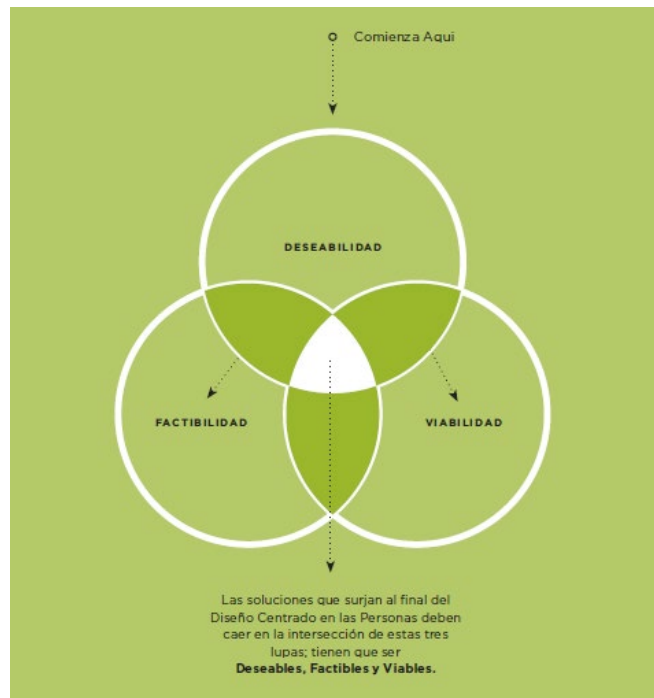 Comienza Aqui
DESEABILIDAD
FACTIBILIDAD
VIABILIDAD
Las soluciones que surjan al final del
Diseño Centrado en las Personas deben
caer en la intersección de estas tres
lupas; tienen que ser
Deseables, Factibles y Viables.